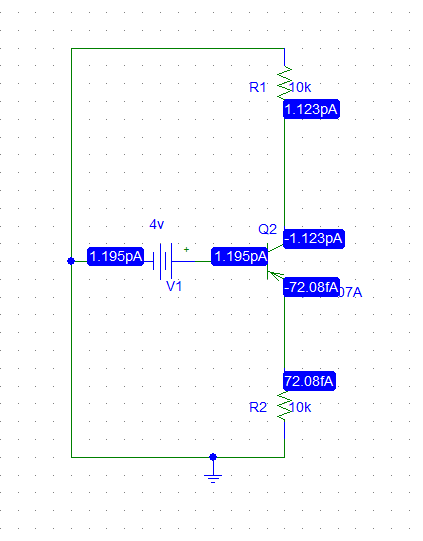 R1 10k
1.123pA
4v
Q2
-1.123pA
1.195pA
+
1.195pA
V1
-72.08fA
07A
72.08fA
R2 10k